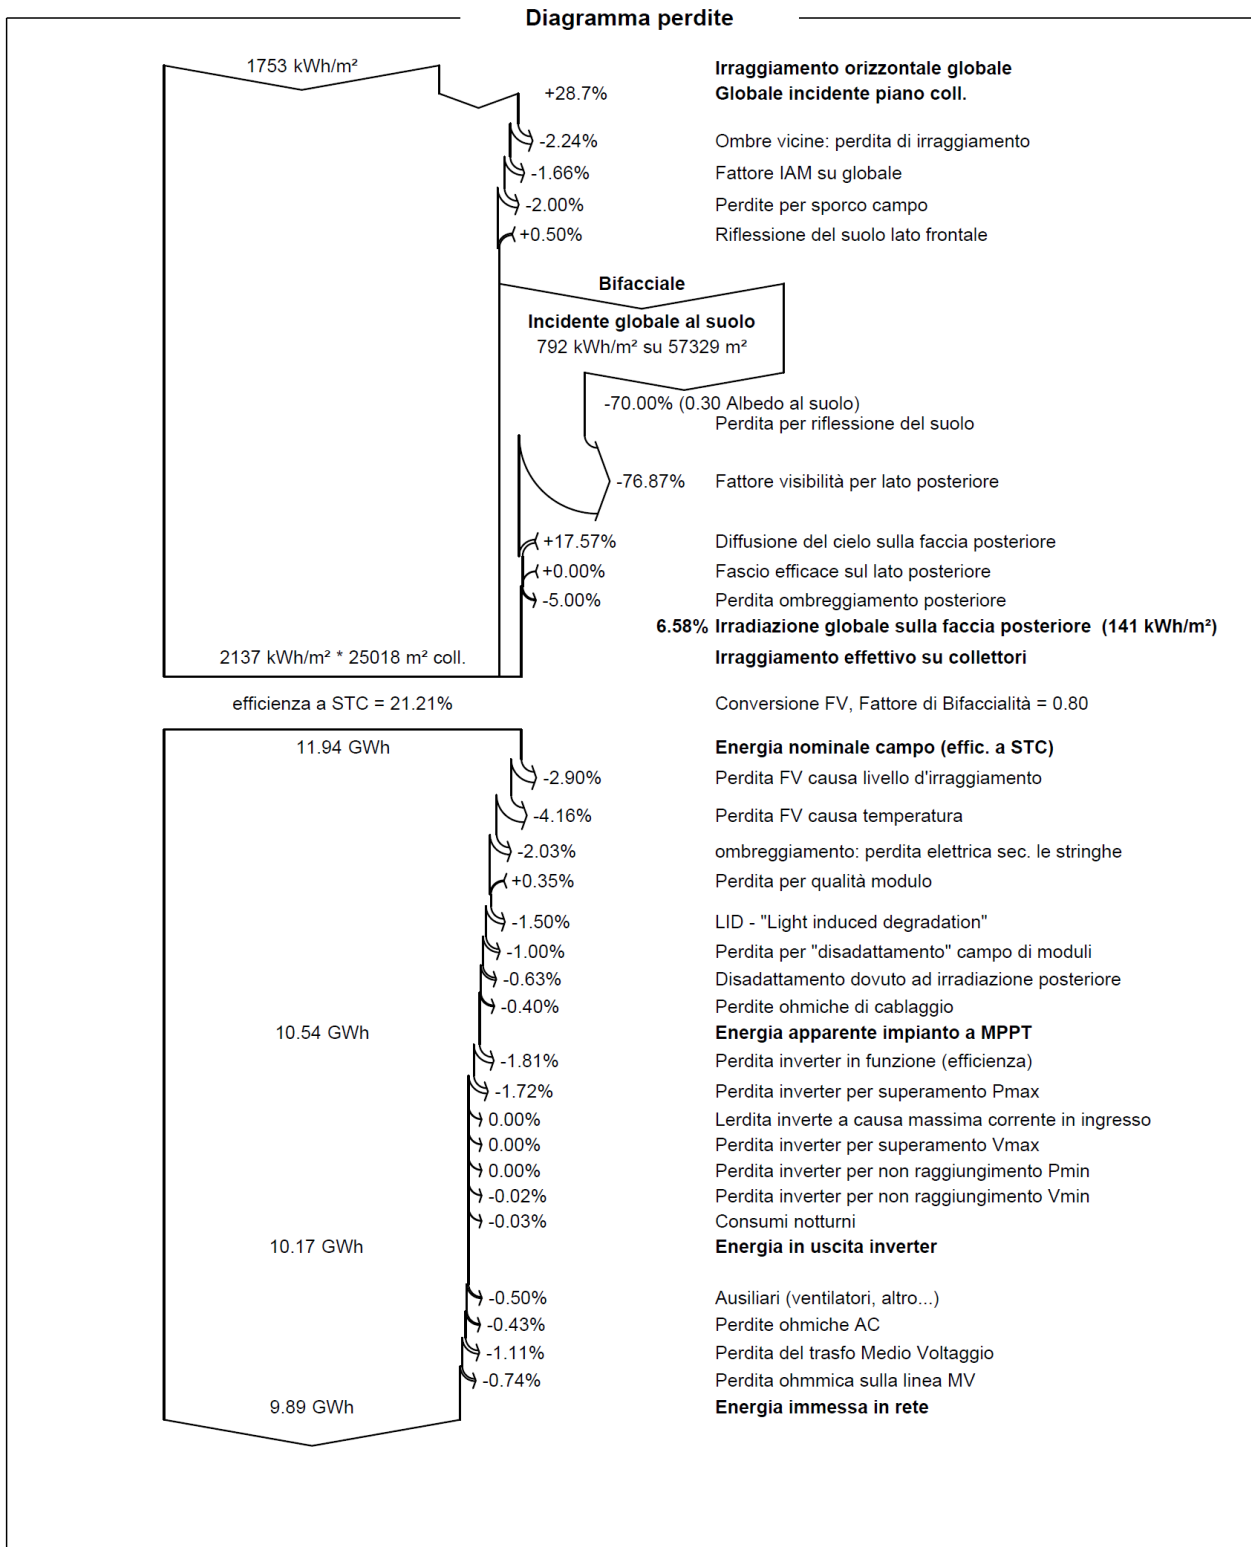 Diagramma perdite
1753 kWh/m²
Irraggiamento orizzontale globale
+28.7% Globale incidente piano coll.
-2.24% Ombre vicine: perdita di irraggiamento
-1.66% Fattore IAM su globale
-2.00% Perdite per sporco campo
+0.50% Riflessione del suolo lato frontale
Bifacciale
Incidente globale al suolo
792 kWh/m² su 57329 m²
-70.00% (0.30 Albedo al suolo)
Perdita per riflessione del suolo
-76.87% Fattore visibilità per lato posteriore
+17.57% Diffusione del cielo sulla faccia posteriore
+0.00% Fascio efficace sul lato posteriore
-5.00% Perdita ombreggiamento posteriore
6.58% Irradiazione globale sulla faccia posteriore (141 kWh/m²)
2137 kWh/m² * 25018 m² coll. Irraggiamento effettivo su collettori
efficienza a STC = 21.21% Conversione FV, Fattore di Bifaccialità = 0.80
11.94 GWh Energia nominale campo (effic. a STC)
-2.90% Perdita FV causa livello d'irraggiamento
-4.16% Perdita FV causa temperatura
-2.03% ombreggiamento: perdita elettrica sec. le stringhe
+0.35% Perdita per qualità modulo
-1.50% LID - "Light induced degradation"
-1.00% Perdita per "disadattamento" campo di moduli
-0.63% Disadattamento dovuto ad irradiazione posteriore
-0.40% Perdite ohmiche di cablaggio
10.54 GWh Energia apparente impianto a MPPT
-1.81% Perdita inverter in funzione (efficienza)
-1.72% Perdita inverter per superamento Pmax
0.00% Lerdita inverte a causa massima corrente in ingresso
0.00% Perdita inverter per superamento Vmax
0.00% Perdita inverter per non raggiungimento Pmin
-0.02% Perdita inverter per non raggiungimento Vmin
-0.03% Consumi notturni
10.17 GWh Energia in uscita inverter
-0.50% Ausiliari (ventilatori, altro...)
-0.43% Perdite ohmiche AC
-1.11% Perdita del trasfo Medio Voltaggio
-0.74% Perdita ohmmica sulla linea MV
9.89 GWh Energia immessa in rete